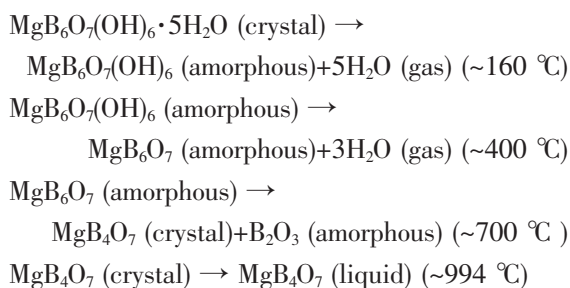 MgB₆O₇(OH)₆·5H₂O (crystal) →
MgB₆O₇(OH)₆ (amorphous)+5H₂O (gas) (~160 ℃)
MgB₆O₇(OH)₆ (amorphous) →
MgB₆O₇ (amorphous)+3H₂O (gas) (~400 ℃)
MgB₆O₇ (amorphous) →
MgB₄O₇ (crystal)+B₂O₃ (amorphous) (~700 ℃ )
MgB₄O₇ (crystal) → MgB₄O₇ (liquid) (~994 ℃)